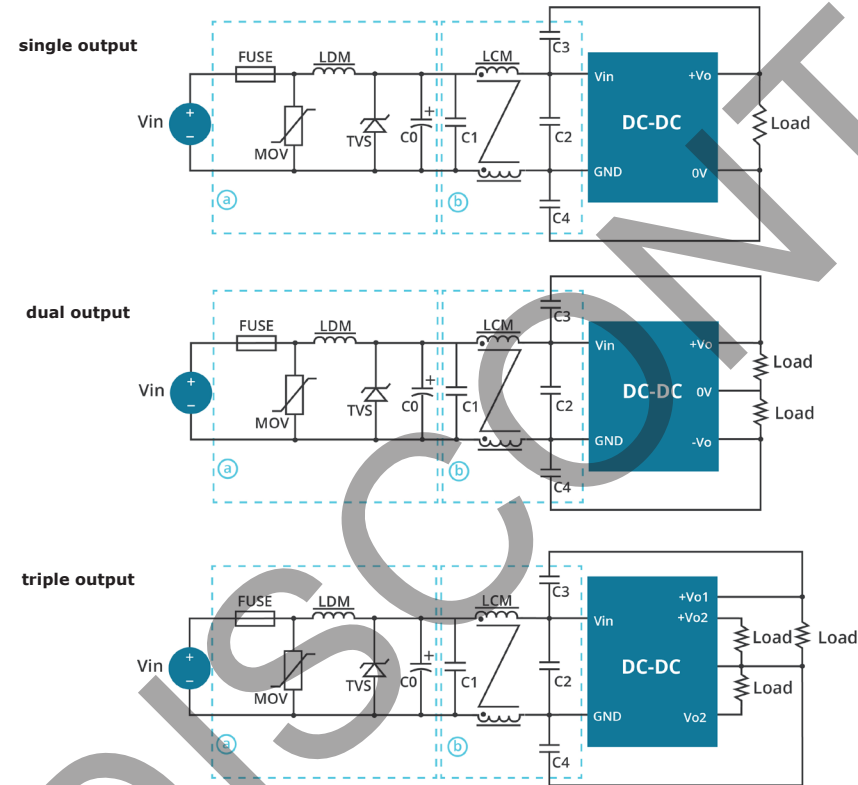 single output
FUSE
LDM
LCM
C3
Vin
+
−
MOV
TVS
C0
+
C1
C2
C4
Vin
+Vo
DC-DC
GND
0V
Load
a
b
dual output
FUSE
LDM
LCM
C3
Vin
+
−
MOV
TVS
C0
+
C1
C2
C4
Vin
+Vo
DC-DC
0V
GND
-Vo
Load
Load
a
b
triple output
FUSE
LDM
LCM
C3
Vin
+
−
MOV
TVS
C0
+
C1
C2
C4
+Vo1
+Vo2
Vin
DC-DC
GND
Vo2
Load
Load
Load
a
b
DISCONT